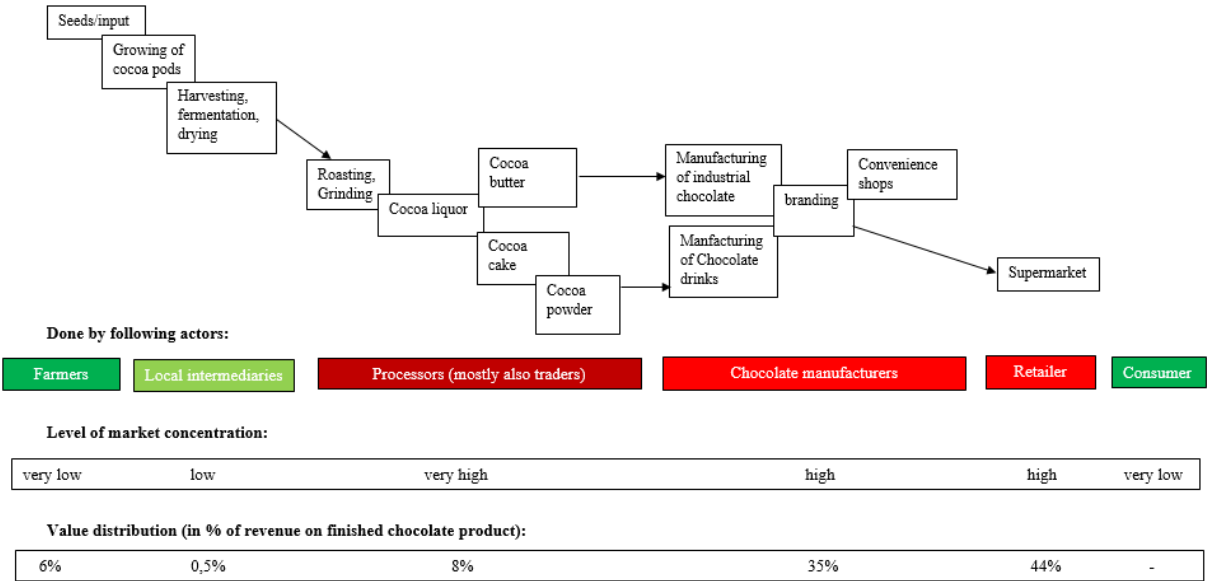 Seeds/input
Growing of
cocoa pods
Harvesting,
fermentation,
drying
Roasting,
Grinding
Cocoa liquor
Cocoa
butter
Cocoa
cake
Cocoa
powder
Manufacturing
of industrial
chocolate
Manfacturing
of Chocolate
drinks
branding
Convenience
shops
Supermarket
Done by following actors:
Farmers
Local intermediaries
Processors (mostly also traders)
Chocolate manufacturers
Retailer
Consumer
Level of market concentration:
very low low very high high high very low
Value distribution (in % of revenue on finished chocolate product):
6% 0,5% 8% 35% 44% -